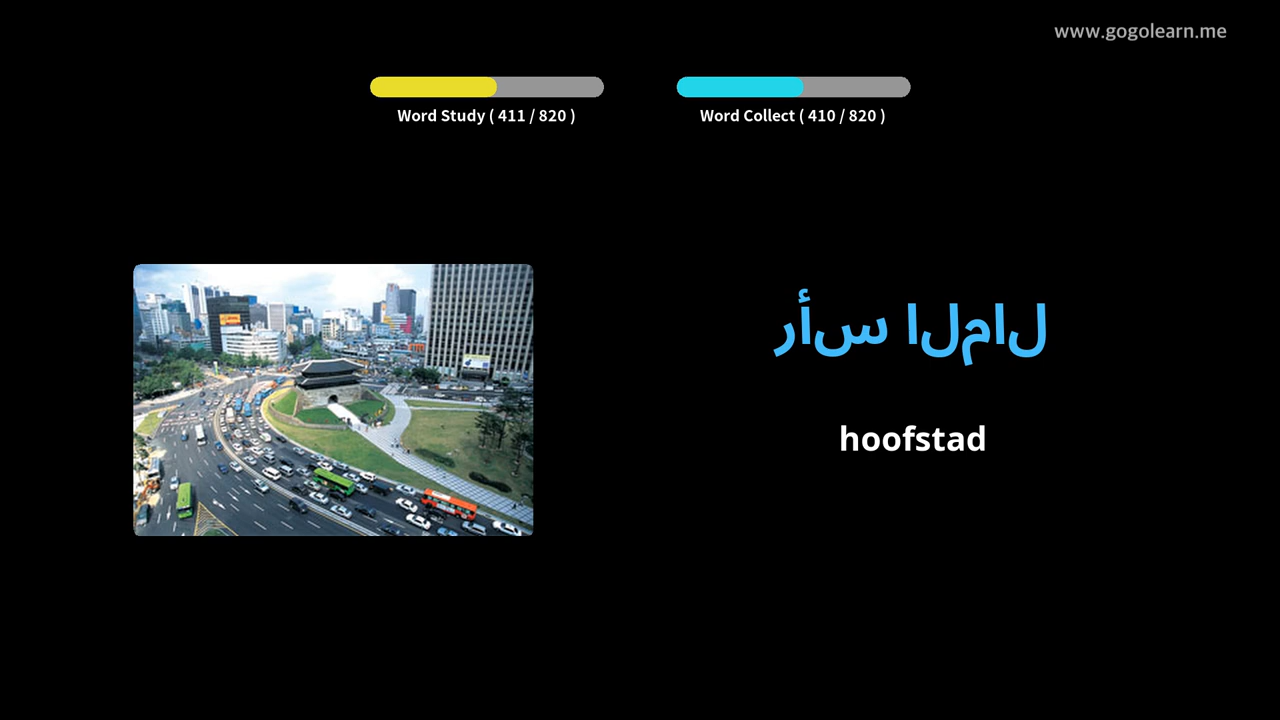 www.gogolearn.me
Word Study ( 411 / 820 )
Word Collect ( 410 / 820 )
رأس المال
hoofstad